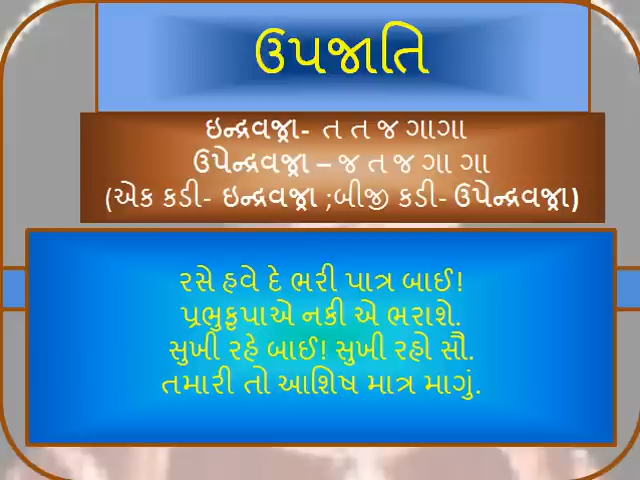 ઉપજાતિ
ઇન્દ્રવજ્રા- ત ત જ ગાગા
ઉપેન્દ્રવજ્રા – જ ત જ ગા ગા
(એક કડી- ઇન્દ્રવજ્રા ;બીજી કડી- ઉપેન્દ્રવજ્રા)
રસે હવે દે ભરી પાત્ર બાઈ!
પ્રભુકૃપાએ નકી એ ભરાશે.
સુખી રહે બાઈ! સુખી રહો સૌ.
તમારી તો આશિષ માત્ર માગું.